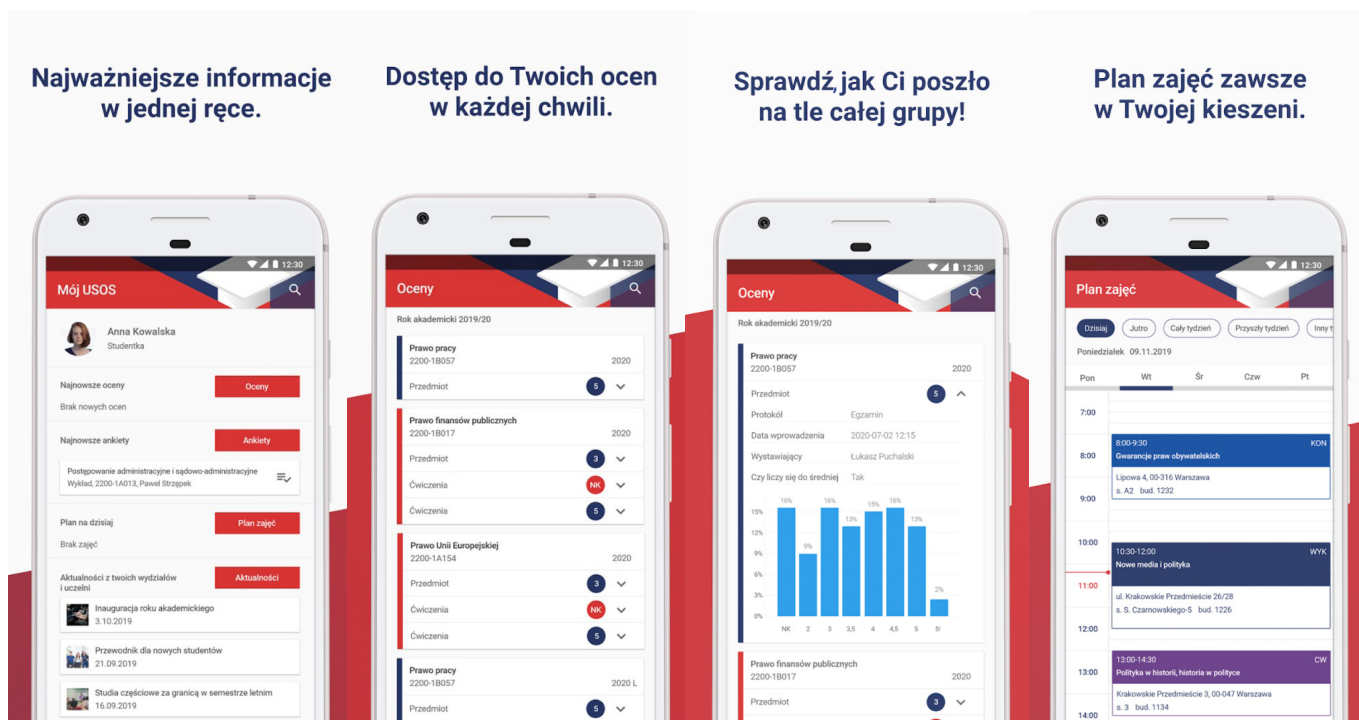 Najważniejsze informacje
w jednej ręce.
12:30
Mój USOS
Anna Kowalska
Studentka
Najnowsze oceny
Oceny
Brak nowych ocen
Najnowsze ankiety
Ankiety
Postępowanie administracyjne i sądowo-administracyjne
Wykład, 2200-1A013, Paweł Strzępek
Plan na dzisiaj
Plan zajęć
Brak zajęć
Aktualności z twoich wydziałów
i uczelni
Aktualności
Inauguracja roku akademickiego
3.10.2019
Przewodnik dla nowych studentów
21.09.2019
Studia częściowe za granicą w semestrze letnim
16.09.2019
Dostęp do Twoich ocen
w każdej chwili.
12:30
Oceny
Rok akademicki 2019/20
Prawo pracy
2200-1B057 2020
Przedmiot 5
Prawo finansów publicznych
2200-1B017 2020
Przedmiot 3
Ćwiczenia NK
Ćwiczenia 5
Prawo Unii Europejskiej
2200-1A154 2020
Przedmiot 3
Ćwiczenia NK
Ćwiczenia 5
Prawo pracy
2200-1B057 2020 L
Przedmiot 5
Sprawdź, jak Ci poszło
na tle całej grupy!
12:30
Oceny
Rok akademicki 2019/20
Prawo pracy
2200-1B057 2020
Przedmiot 5
Protokół Egzamin
Data wprowadzenia 2020-07-02 12:15
Wystawiający Łukasz Puchalski
Czy liczy się do średniej Tak
16% 9% 16% 13% 15% 16% 13% 2%
15%
12%
9%
6%
3%
0%
NK 2 3 3,5 4 4,5 5 5!
Prawo finansów publicznych
2200-1B017 2020
Przedmiot 3
Plan zajęć zawsze
w Twojej kieszeni.
12:30
Plan zajęć
Dzisiaj Jutro Cały tydzień Przyszły tydzień Inny t
Poniedziałek 09.11.2019
Pon Wt Śr Czw Pt
7:00
8:00
9:00
10:00
11:00
12:00
13:00
14:00
8:00-9:30 KON
Gwarancje praw obywatelskich
Lipowa 4, 00-316 Warszawa
s. A2 bud. 1232
10:30-12:00 WYK
Nowe media i polityka
ul. Krakowskie Przedmieście 26/28
s. S. Czarnowskiego-5 bud. 1226
13:00-14:30 CW
Polityka w historii, historia w polityce
Krakowskie Przedmieście 3, 00-047 Warszawa
s. 3 bud. 1134